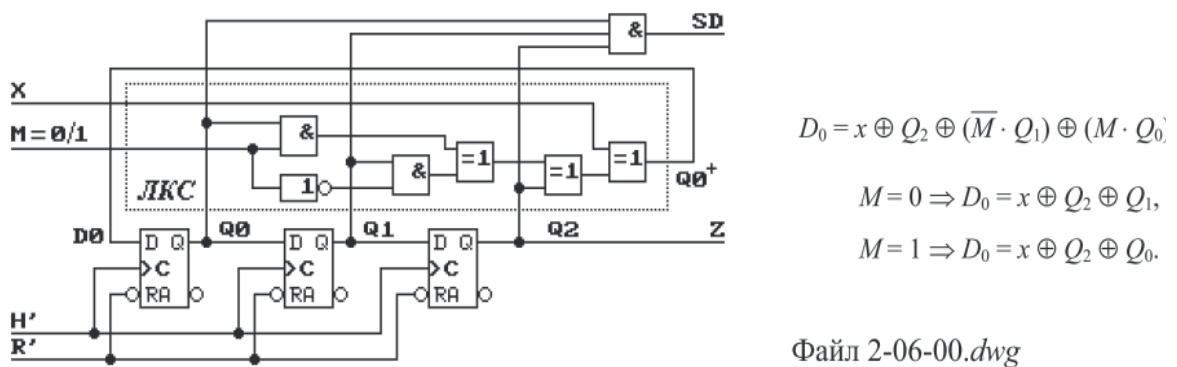 & SD
X
M=0/1
& =1 =1
& =1 Q0⁺
1
ЛКС
D0 Q0 Q1 Q2 Z
D Q D Q D Q
C C C
RA RA RA
H'
R'
D₀ = x ⊕ Q₂ ⊕ (M̅ · Q₁) ⊕ (M · Q₀)
M = 0 ⇒ D₀ = x ⊕ Q₂ ⊕ Q₁,
M = 1 ⇒ D₀ = x ⊕ Q₂ ⊕ Q₀.
Файл 2-06-00.dwg